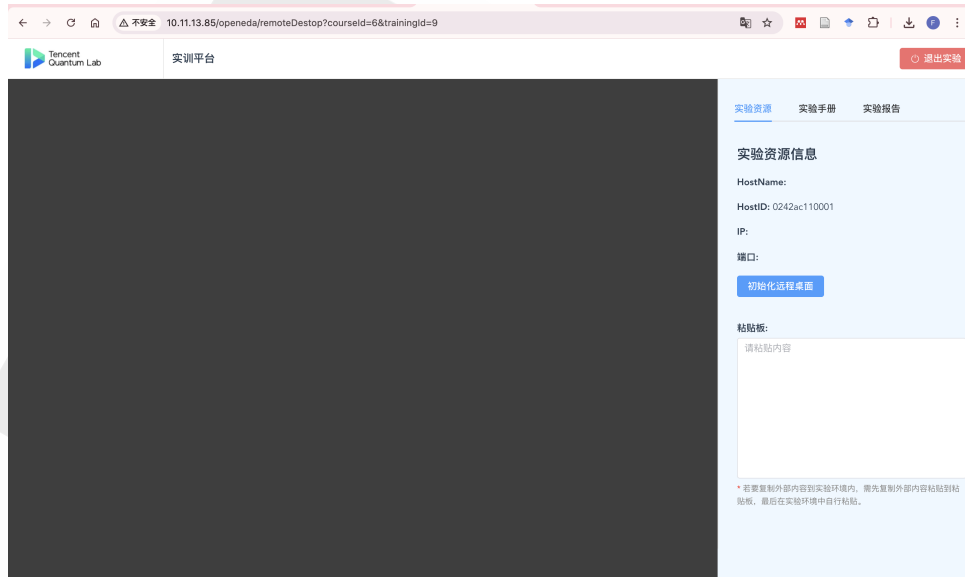 不安全
10.11.13.85/openeda/remoteDestop?courseId=6&trainingId=9
F
Tencent
Quantum Lab
实训平台
退出实验
实验资源
实验手册
实验报告
实验资源信息
HostName:
HostID: 0242ac110001
IP:
端口:
初始化远程桌面
粘贴板:
请粘贴内容
* 若要复制外部内容到实验环境内，需先复制外部内容粘贴到粘
贴板，最后在实验环境中自行粘贴。